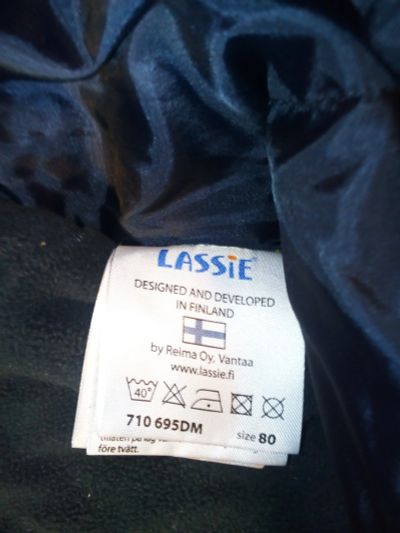 LASSiE
DESIGNED AND DEVELOPED
IN FINLAND
by Reima Oy, Vantaa
www.lassie.fi
40°
710 695DM size 80
före tvätt.